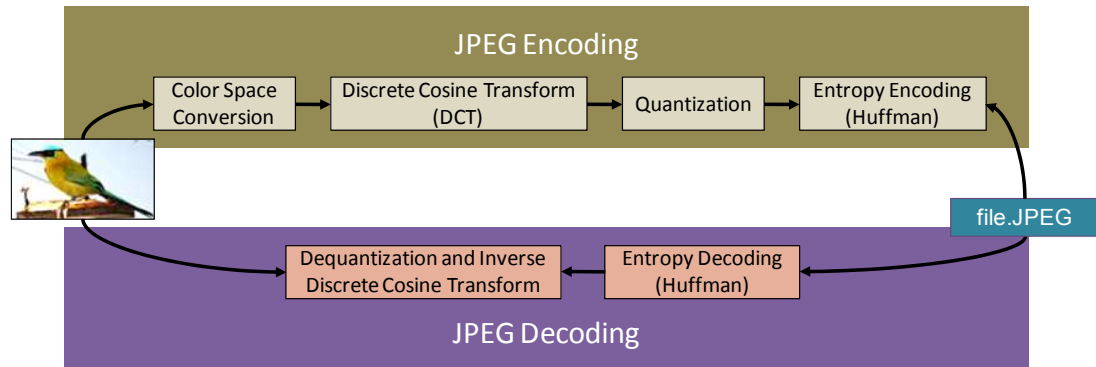 JPEG Encoding
Color Space
Conversion
Discrete Cosine Transform
(DCT)
Quantization
Entropy Encoding
(Huffman)
file.JPEG
Dequantization and Inverse
Discrete Cosine Transform
Entropy Decoding
(Huffman)
JPEG Decoding